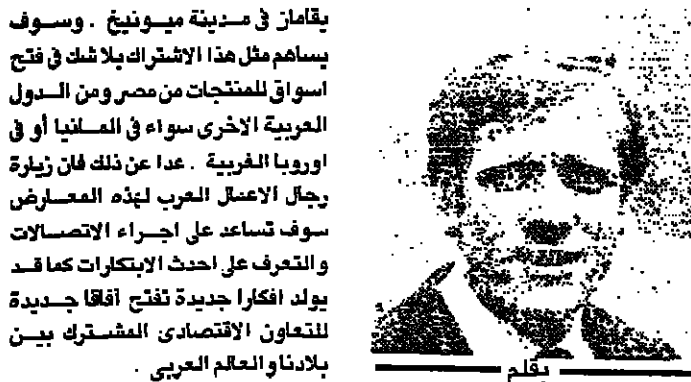 يقامان في مدينة ميونيخ . وسوف
يساهم مثل هذا الاشتراك بلا شك في فتح
اسواق للمنتجات من مصر ومن الدول
العربية الاخرى سواء في المانيا أو في
اوروبا الغربية . عدا عن ذلك فان زيارة
رجال الاعمال العرب لهذه المعارض
سوف تساعد على اجراء الاتصالات
والتعرف على احدث الابتكارات كما قد
يولد افكارا جديدة تفتح آفاقا جديدة
للتعاون الاقتصادى المشترك بين
بلادنا والعالم العربى .
بقلم